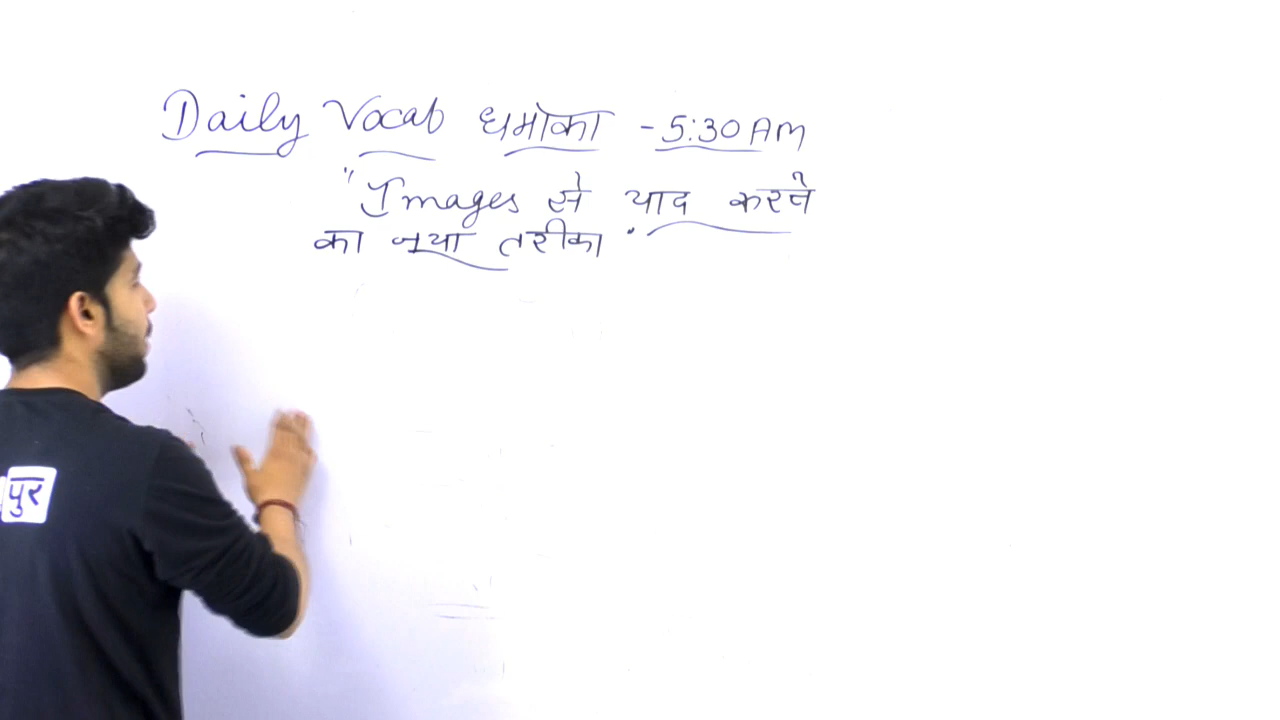 Daily Vocab धमाका - 5:30 AM
"Images से याद करने
का नया तरीका"
पुर